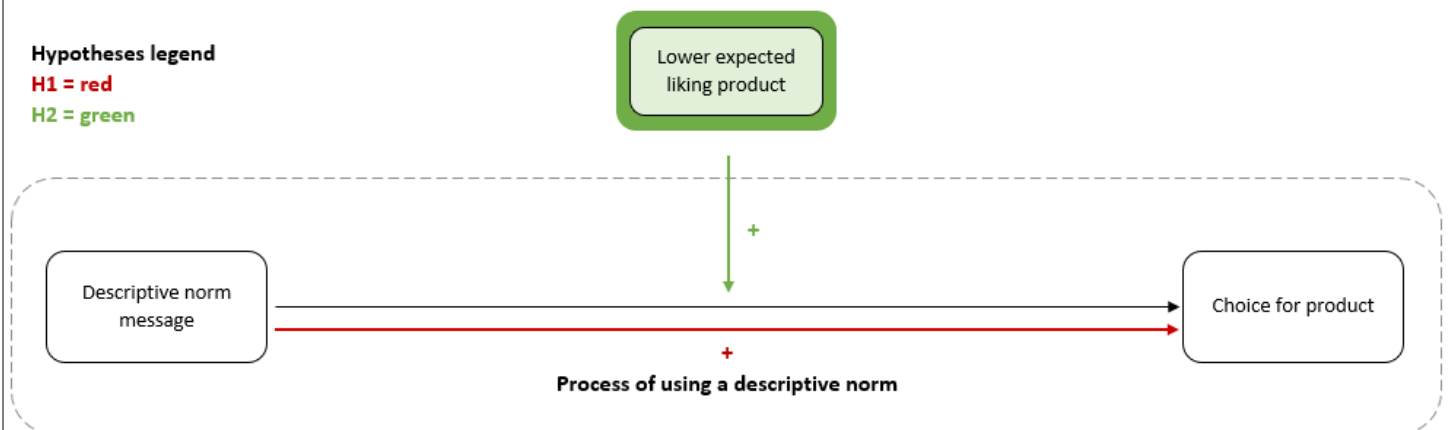 Hypotheses legend
H1 = red
H2 = green
Lower expected
liking product
+
Descriptive norm
message
Choice for product
+
Process of using a descriptive norm